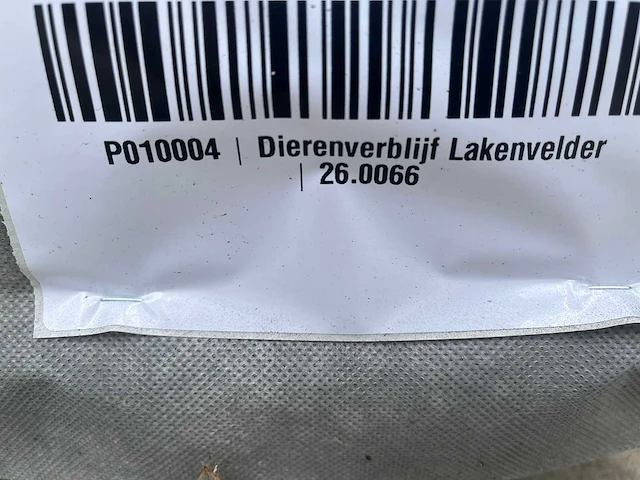 P010004 | Dierenverblijf Lakenvelder
| 26.0066